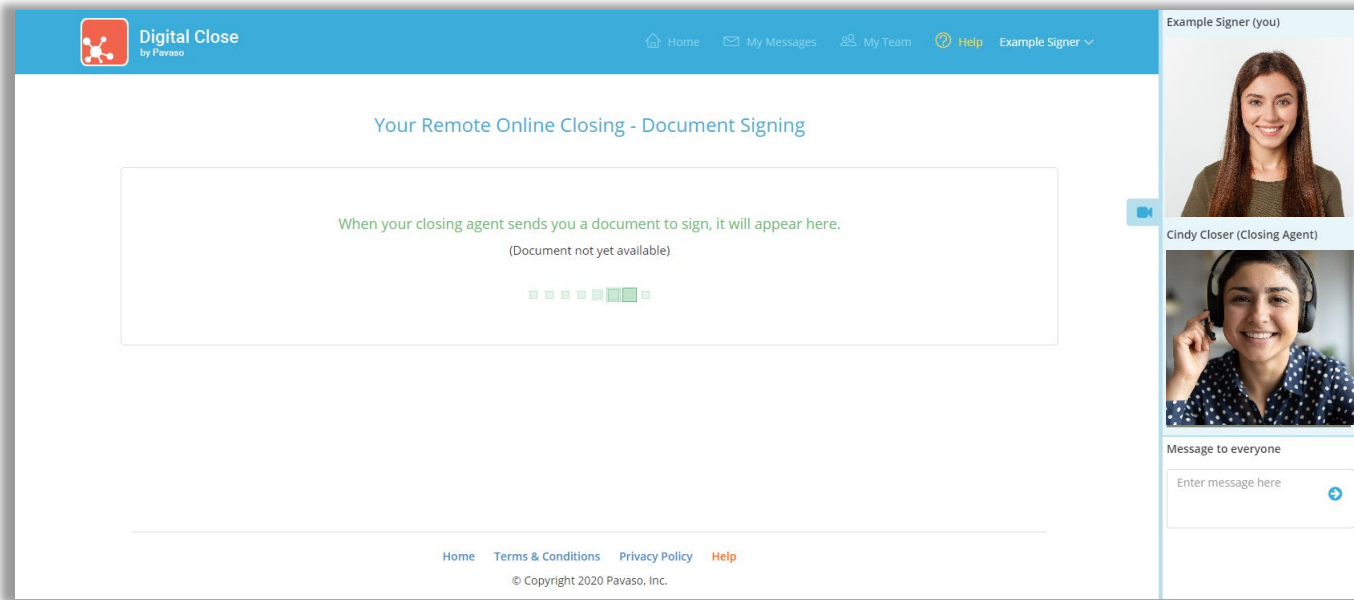 Digital Close
by Pavaso
Home My Messages My Team Help Example Signer
Your Remote Online Closing - Document Signing
When your closing agent sends you a document to sign, it will appear here.
(Document not yet available)
Home Terms & Conditions Privacy Policy Help
© Copyright 2020 Pavaso, Inc.
Example Signer (you)
Cindy Closer (Closing Agent)
Message to everyone
Enter message here